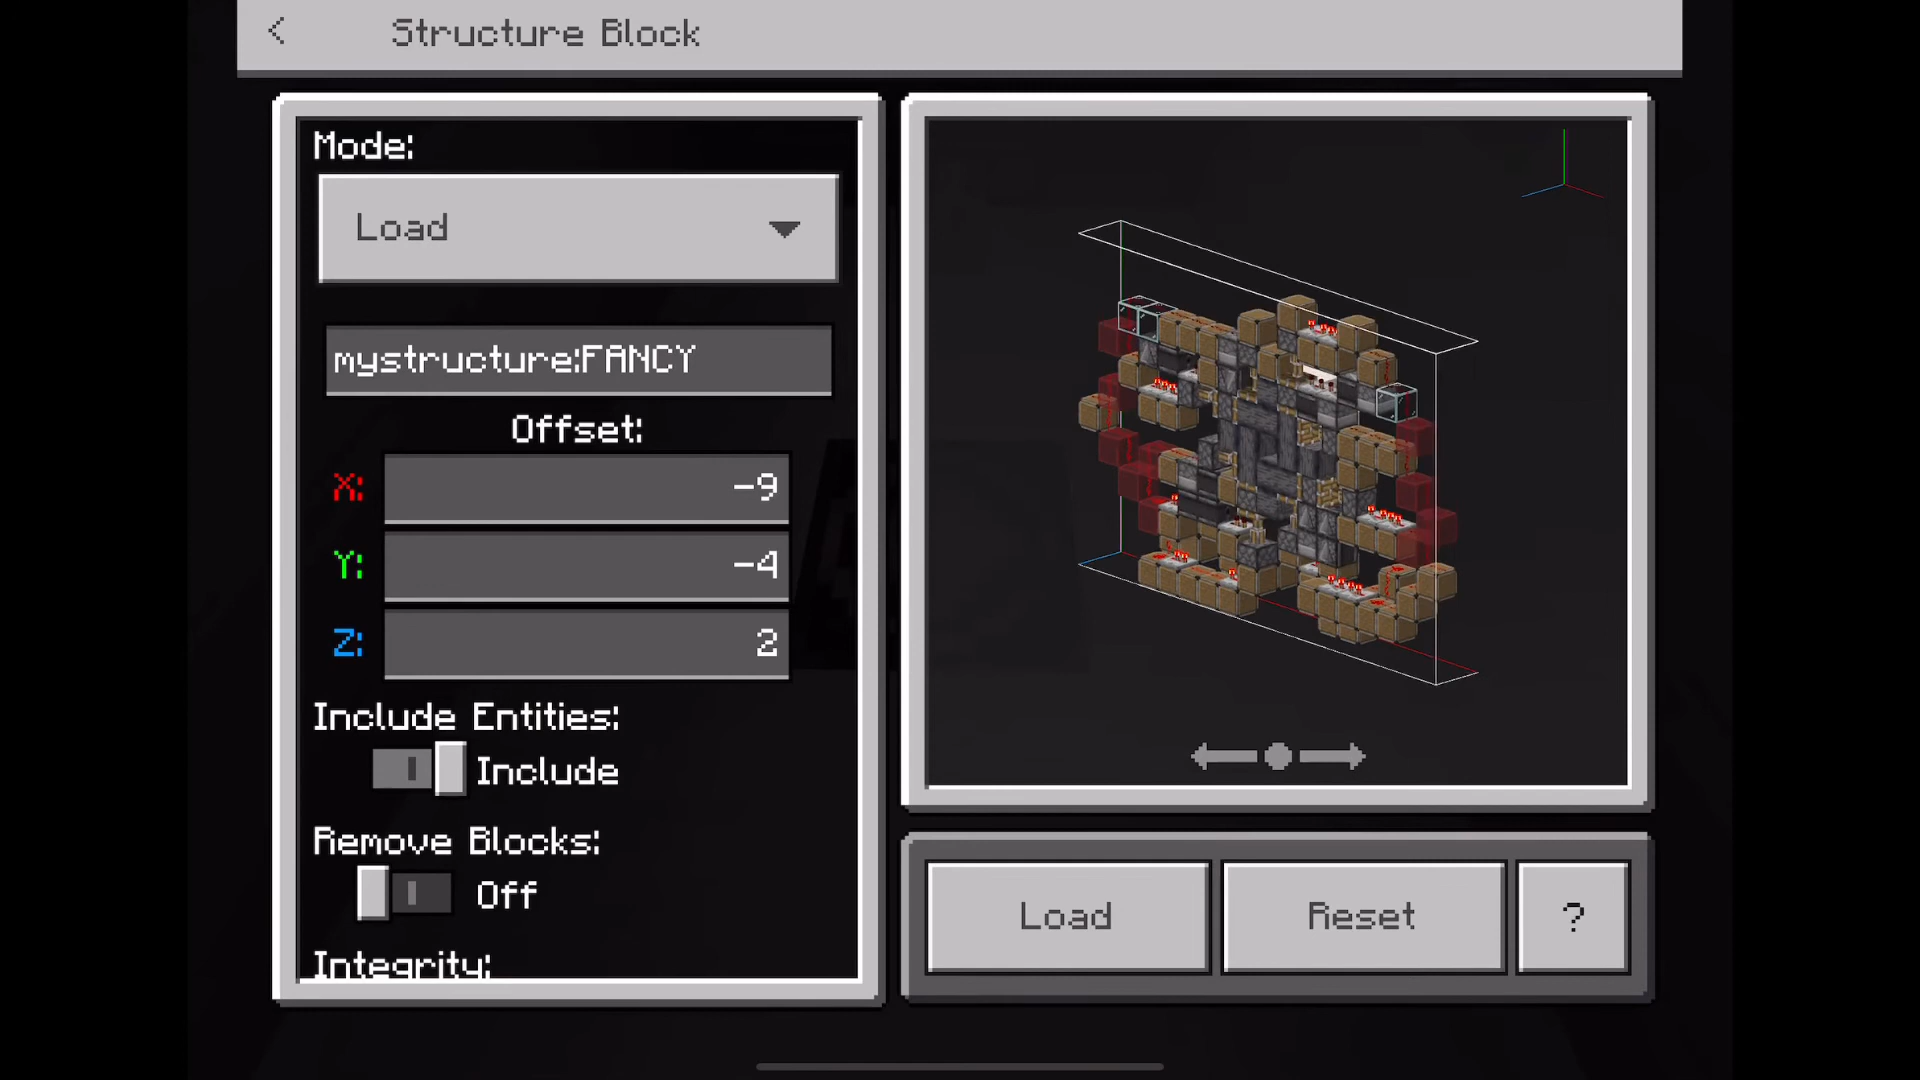 Structure Block
Mode:
Load
mystructure:FANCY
Offset:
X: -9
Y: -4
Z: 2
Include Entities:
Include
Remove Blocks:
Off
Integrity:
Load
Reset
?